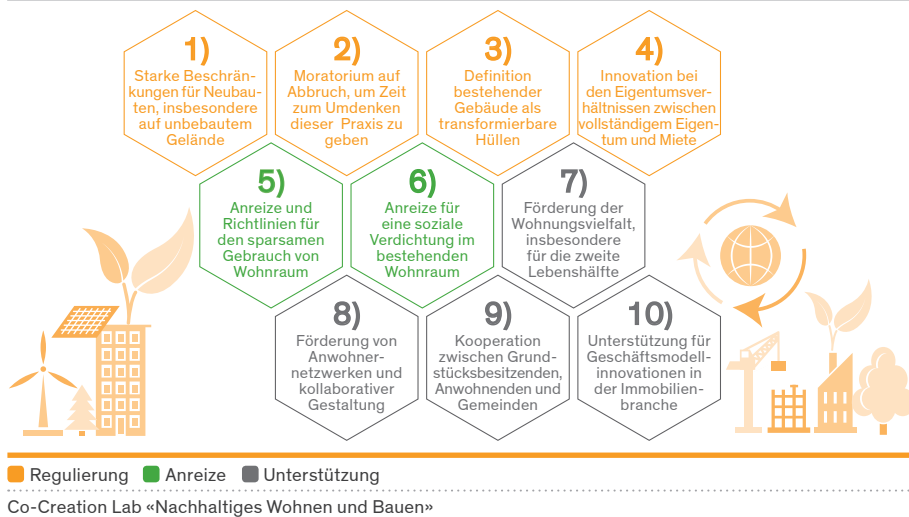 1)
Starke Beschrän-
kungen für Neubau-
ten, insbesondere
auf unbebautem
Gelände
2)
Moratorium auf
Abbruch, um Zeit
zum Umdenken
dieser Praxis zu
geben
3)
Definition
bestehender
Gebäude als
transformierbare
Hüllen
4)
Innovation bei
den Eigentumsver-
hältnissen zwischen
vollständigem Eigen-
tum und Miete
5)
Anreize und
Richtlinien für
den sparsamen
Gebrauch von
Wohnraum
6)
Anreize für
eine soziale
Verdichtung im
bestehenden
Wohnraum
7)
Förderung der
Wohnungsvielfalt,
insbesondere
für die zweite
Lebenshälfte
8)
Förderung von
Anwohner-
netzwerken und
kollaborativer
Gestaltung
9)
Kooperation
zwischen Grund-
stücksbesitzenden,
Anwohnenden und
Gemeinden
10)
Unterstützung für
Geschäftsmodell-
innovationen in
der Immobilien-
branche
Regulierung Anreize Unterstützung
Co-Creation Lab «Nachhaltiges Wohnen und Bauen»